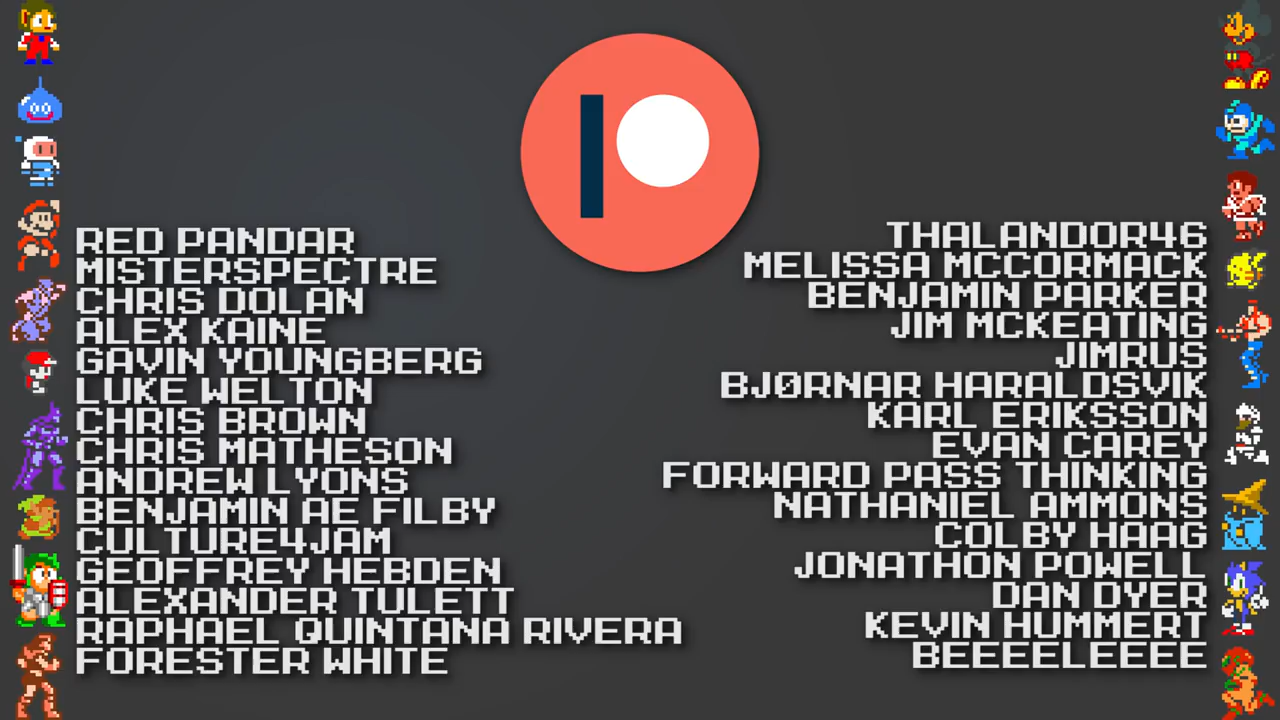 RED PANDAR
MISTERSPECTRE
CHRIS DOLAN
ALEX KAINE
GAVIN YOUNGBERG
LUKE WELTON
CHRIS BROWN
CHRIS MATHESON
ANDREW LYONS
BENJAMIN AE FILBY
CULTURE4JAM
GEOFFREY HEBDEN
ALEXANDER TULETT
RAPHAEL QUINTANA RIVERA
FORESTER WHITE
THALANDOR46
MELISSA MCCORMACK
BENJAMIN PARKER
JIM MCKEATING
JIMRUS
BJØRNAR HARALDSVIK
KARL ERIKSSON
EVAN CAREY
FORWARD PASS THINKING
NATHANIEL AMMONS
COLBY HAAG
JONATHON POWELL
DAN DYER
KEVIN HUMMERT
BEEEELEEEE